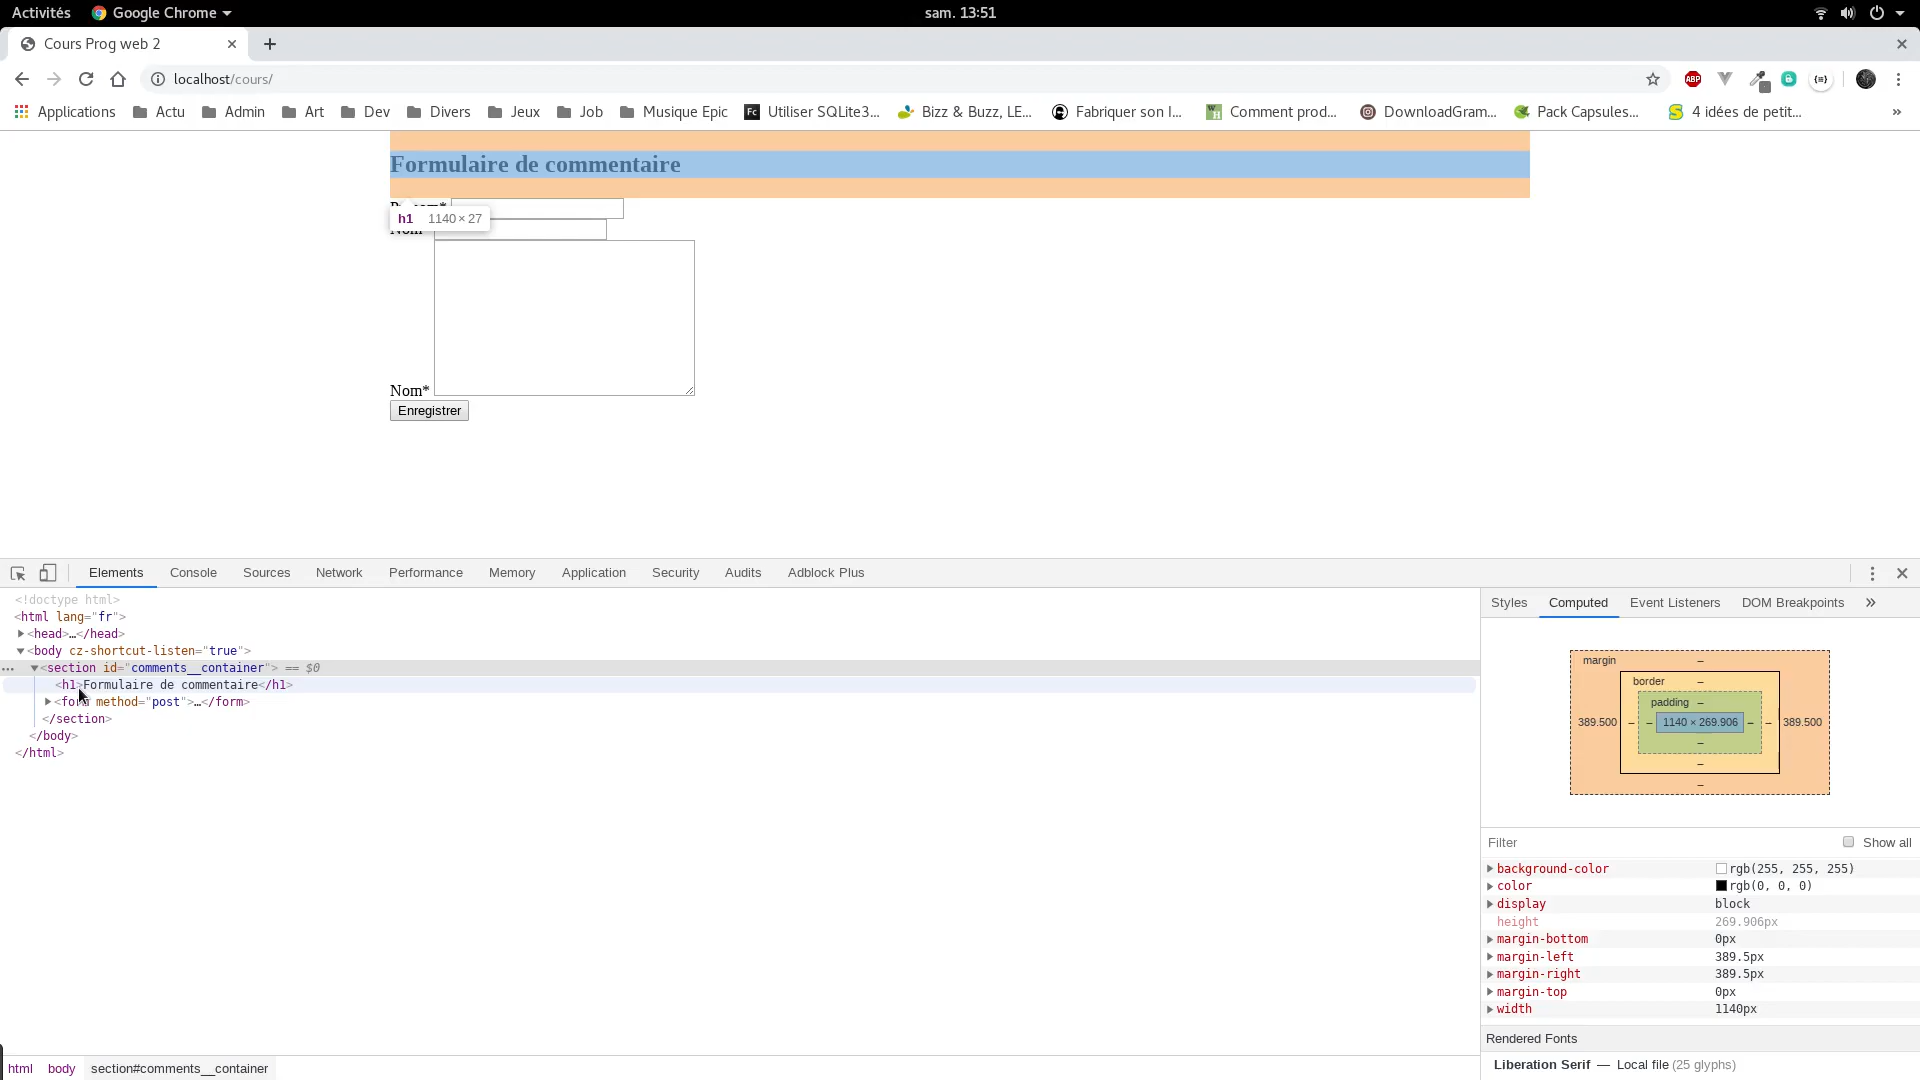 Activités Google Chrome sam. 13:51
Cours Prog web 2
localhost/cours/
ABP
Applications Actu Admin Art Dev Divers Jeux Job Musique Epic Fc Utiliser SQLite3... Bizz & Buzz, LE... Fabriquer son I... Comment prod... DownloadGram... Pack Capsules... 4 idées de petit... »
Formulaire de commentaire
h1 1140 × 27
Nom*
Enregistrer
Elements Console Sources Network Performance Memory Application Security Audits Adblock Plus
<!doctype html>
<html lang="fr">
<head>…</head>
<body cz-shortcut-listen="true">
<section id="comments__container"> == $0
<h1>Formulaire de commentaire</h1>
<form method="post">…</form>
</section>
</body>
</html>
html body section#comments__container
Styles Computed Event Listeners DOM Breakpoints »
margin –
border –
padding –
389.500 – – 1140 × 269.906 – – 389.500
–
–
–
Filter Show all
background-color rgb(255, 255, 255)
color rgb(0, 0, 0)
display block
height 269.906px
margin-bottom 0px
margin-left 389.5px
margin-right 389.5px
margin-top 0px
width 1140px
Rendered Fonts
Liberation Serif — Local file (25 glyphs)